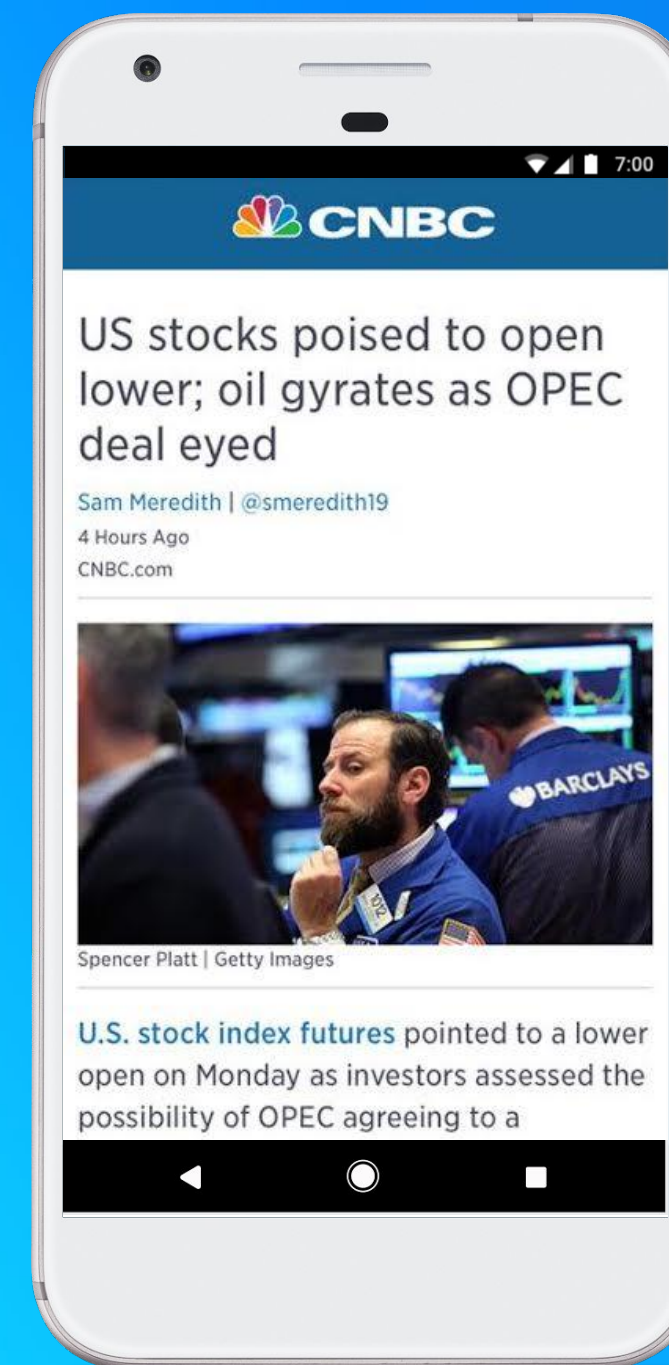 7:00
CNBC
US stocks poised to open
lower; oil gyrates as OPEC
deal eyed
Sam Meredith | @smeredith19
4 Hours Ago
CNBC.com
BARCLAYS
1012
Spencer Platt | Getty Images
U.S. stock index futures pointed to a lower
open on Monday as investors assessed the
possibility of OPEC agreeing to a